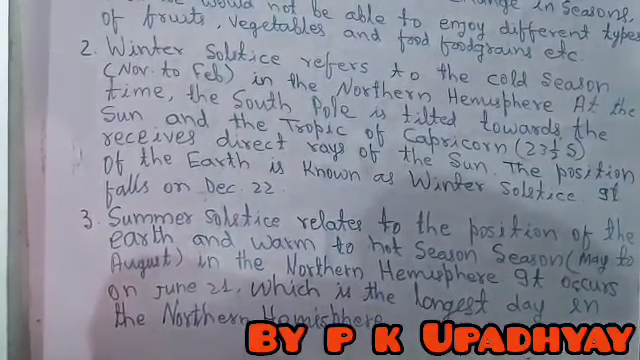 would not be able to enjoy different types
of fruits, vegetables and food foodgrains etc.
2. Winter Solstice refers to the cold season
(Nov. to Feb) in the Northern Hemusphere At the
time, the South Pole is tilted towards the
Sun and the Tropic of Capricorn (23½°S)
receives direct rays of the Sun. The position
Of the Earth is known as Winter Solstice. It
falls on Dec. 22.
3. Summer solstice relates to the position of the
earth and warm to hot Season Season (May to
August) in the Northern Hemusphere It occurs
on June 21, which is the longest day in
the Northern Hemisphere
BY P K UPADHYAY